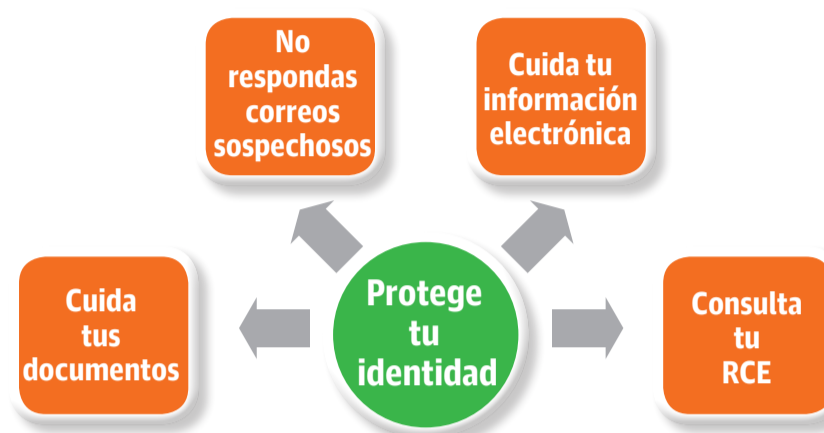 No
respondas
correos
sospechosos
Cuida tu
información
electrónica
Cuida
tus
documentos
Protege
tu
identidad
Consulta
tu
RCE